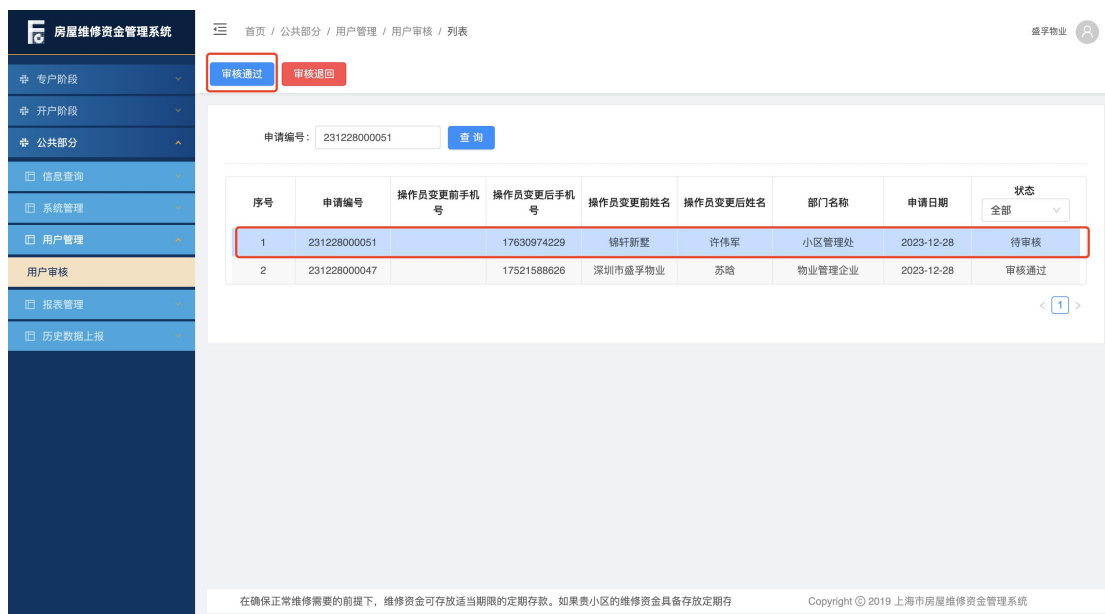 房屋维修资金管理系统
首页 / 公共部分 / 用户管理 / 用户审核 / 列表
盛孚物业
专户阶段
开户阶段
公共部分
信息查询
系统管理
用户管理
用户审核
报表管理
历史数据上报
审核通过 审核退回
申请编号： 231228000051 查 询
序号 申请编号 操作员变更前手机号 操作员变更后手机号 操作员变更前姓名 操作员变更后姓名 部门名称 申请日期 状态
全部
1 231228000051 17630974229 锦轩新墅 许伟军 小区管理处 2023-12-28 待审核
2 231228000047 17521588626 深圳市盛孚物业 苏晗 物业管理企业 2023-12-28 审核通过
< 1 >
在确保正常维修需要的前提下，维修资金可存放适当期限的定期存款。如果贵小区的维修资金具备存放定期存
Copyright © 2019 上海市房屋维修资金管理系统